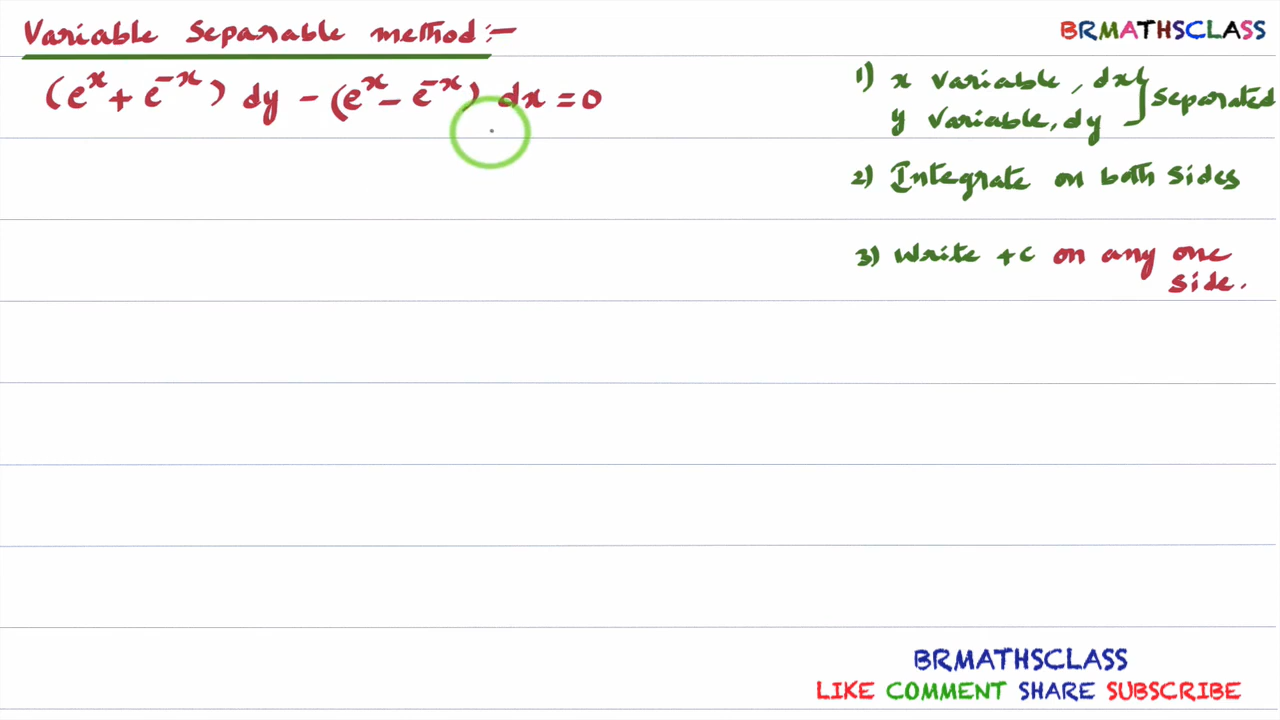 Variable Separable method :-
BRMATHSCLASS
(e^x + e^-x) dy - (e^x - e^-x) dx = 0
1) x variable, dx } Separated
y variable, dy
2) Integrate on both sides
3) Write +c on any one
side.
BRMATHSCLASS
LIKE COMMENT SHARE SUBSCRIBE